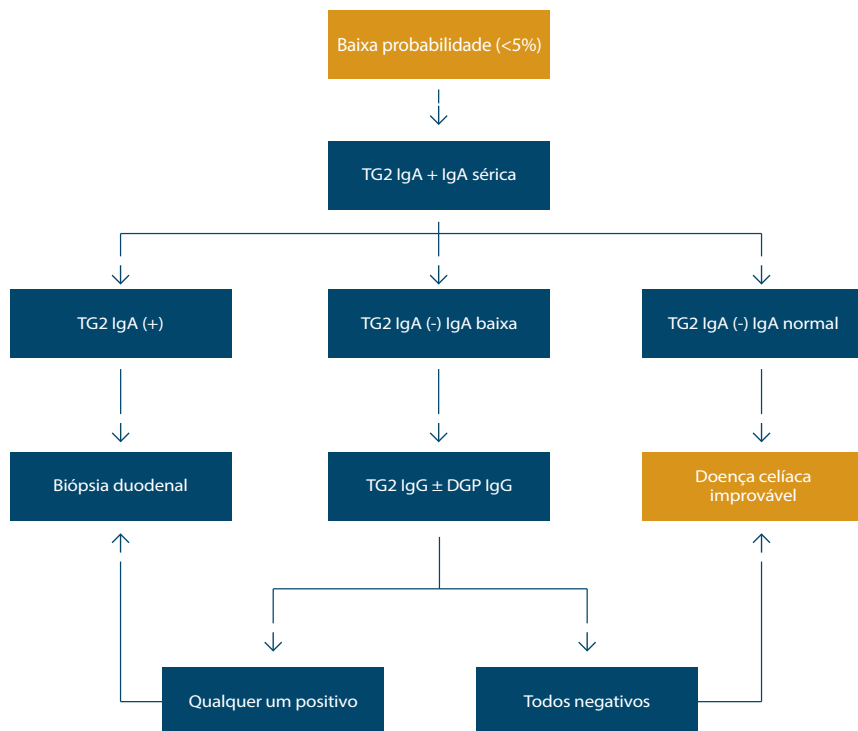 Baixa probabilidade (<5%)
TG2 IgA + IgA sérica
TG2 IgA (+)
TG2 IgA (-) IgA baixa
TG2 IgA (-) IgA normal
Biópsia duodenal
TG2 IgG ± DGP IgG
Doença celíaca
improvável
Qualquer um positivo
Todos negativos